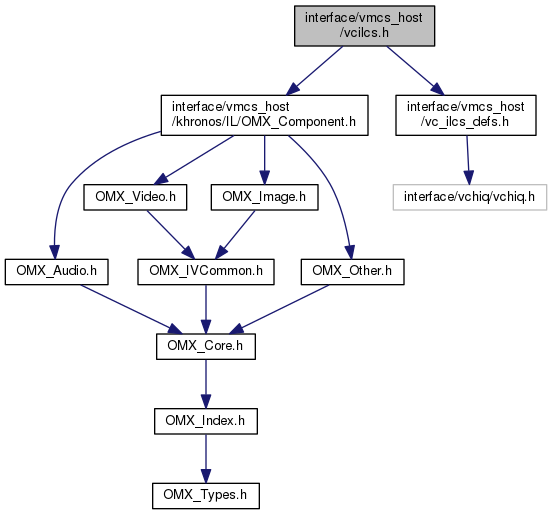 interface/vmcs_host
/vcilcs.h
interface/vmcs_host
/khronos/IL/OMX_Component.h
interface/vmcs_host
/vc_ilcs_defs.h
OMX_Video.h
OMX_Image.h
interface/vchiq/vchiq.h
OMX_Audio.h
OMX_IVCommon.h
OMX_Other.h
OMX_Core.h
OMX_Index.h
OMX_Types.h